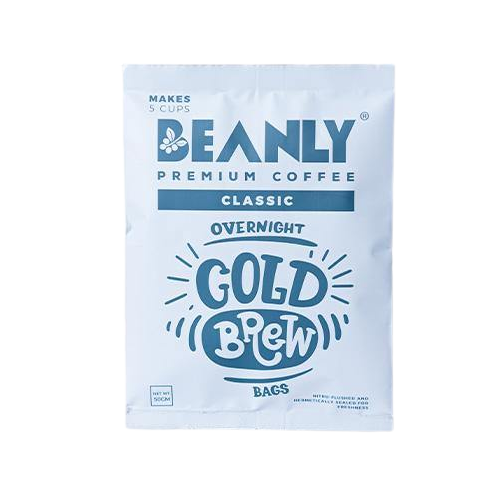 MAKES
5 CUPS
BEANLY®
PREMIUM COFFEE
CLASSIC
OVERNIGHT
COLD
BREW
BAGS
NET WT.
50GM
NITRO-FLUSHED AND
HERMETICALLY SEALED FOR
FRESHNESS